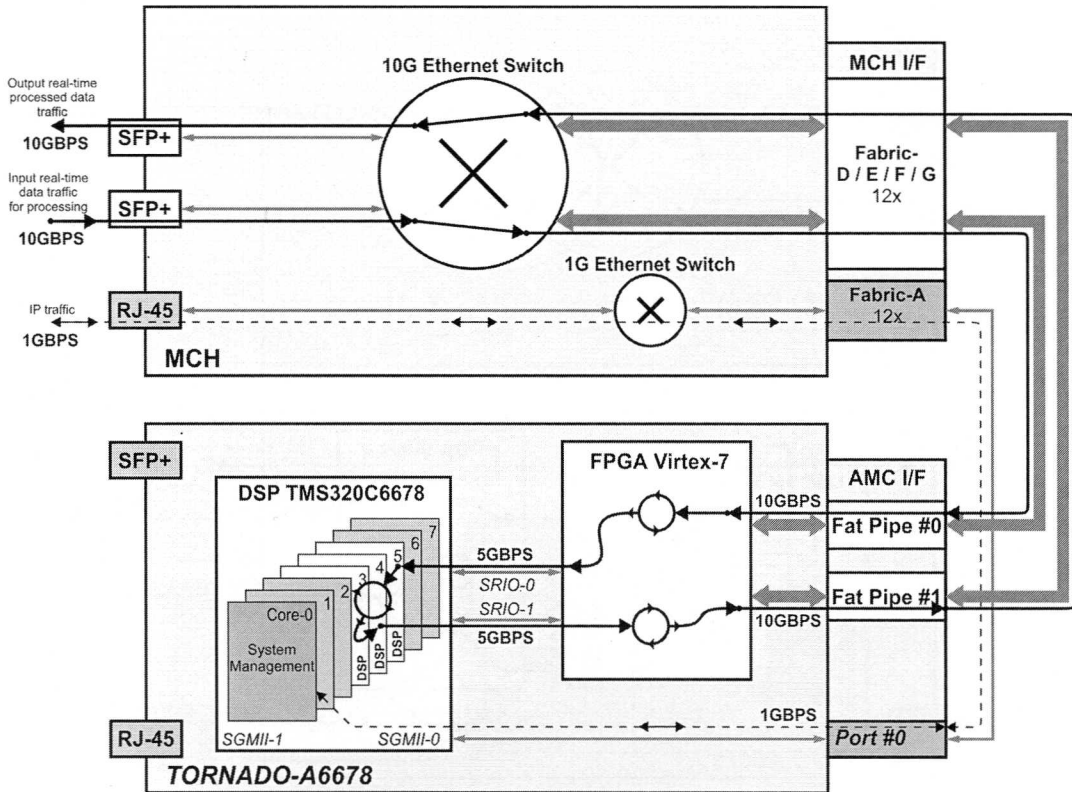 10G Ethernet Switch
MCH I/F
Output real-time
processed data
traffic
10GBPS
SFP+
Fabric-
D / E / F / G
12x
Input real-time
data traffic
for processing
SFP+
10GBPS
1G Ethernet Switch
IP traffic
RJ-45
Fabric-A
12x
1GBPS
MCH
SFP+
FPGA Virtex-7
DSP TMS320C6678
AMC I/F
10GBPS
Fat Pipe #0
7
6
5
4
3
2
1
5GBPS
SRIO-0
SRIO-1
5GBPS
Fat Pipe #1
10GBPS
Core-0
System
Management
DSP
DSP
DSP
1GBPS
RJ-45
SGMII-1
SGMII-0
Port #0
TORNADO-A6678